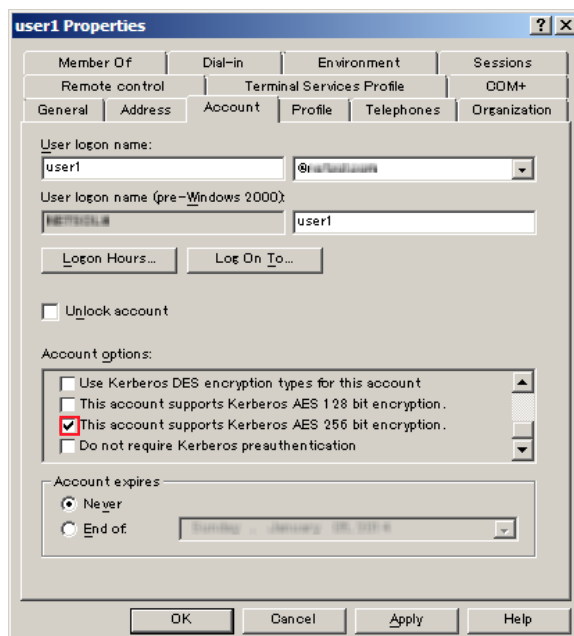 user1 Properties
? X
Member Of Dial-in Environment Sessions
Remote control Terminal Services Profile COM+
General Address Account Profile Telephones Organization
User logon name:
user1 @
User logon name (pre-Windows 2000):
user1
Logon Hours... Log On To...
Unlock account
Account options:
Use Kerberos DES encryption types for this account
This account supports Kerberos AES 128 bit encryption.
This account supports Kerberos AES 256 bit encryption.
Do not require Kerberos preauthentication
Account expires
Never
End of:
OK Cancel Apply Help